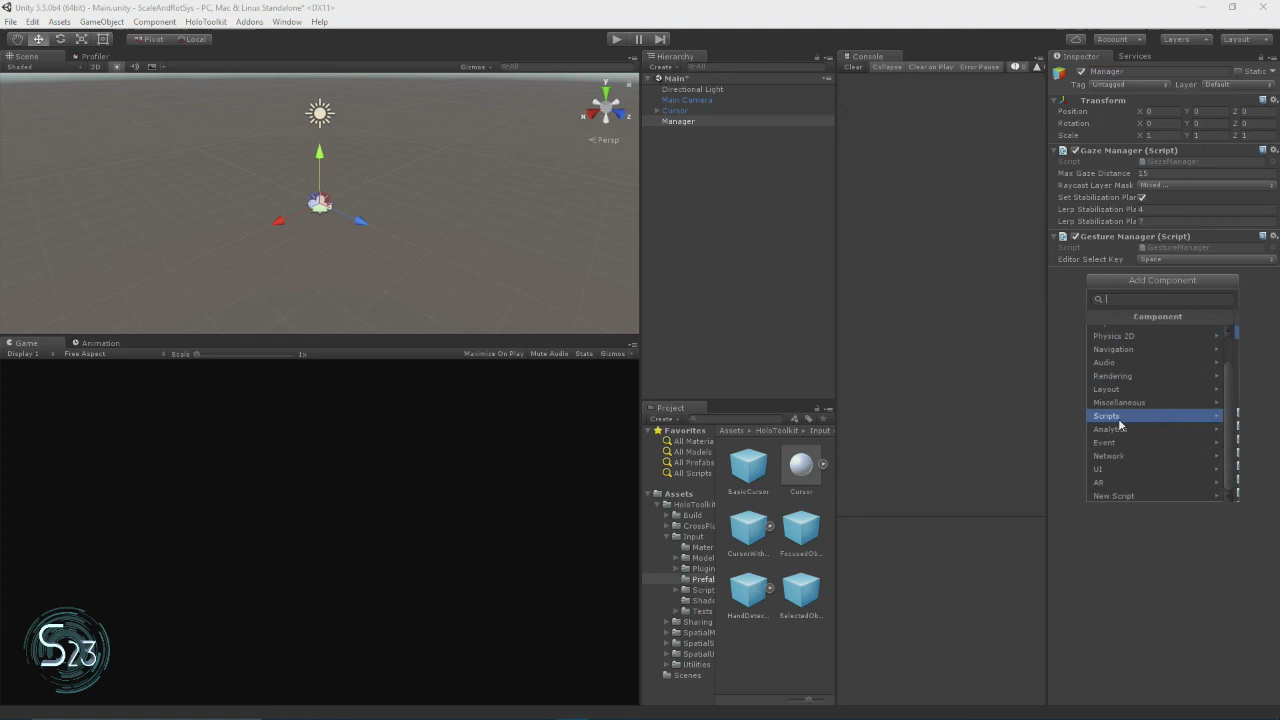 Unity 5.5.0b4 (64bit) - Main.unity - ScaleAndRotSys - PC, Mac & Linux Standalone* <DX11>
File Edit Assets GameObject Component HoloToolkit Addons Window Help
Pivot Local Account Layers Layout
Scene Profiler
Shaded 2D Gizmos All
y
x
z
Persp
Game Animation
Display 1 Free Aspect Scale 1x Maximize On Play Mute Audio Stats Gizmos
S23
Hierarchy
Create All
Main*
Directional Light
Main Camera
Cursor
Manager
Project
Create
Favorites
All Materia
All Models
All Prefabs
All Scripts
Assets
HoloToolkit
Build
CrossPla
Input
Mater
Model
Plugin
Prefal
Script
Shade
Tests
Sharing
SpatialM
SpatialS
SpatialU
Utilities
Scenes
Assets HoloToolkit Input
BasicCursor Cursor
CursorWith.. FocusedOb..
HandDetec... SelectedOb...
Console
Clear Collapse Clear on Play Error Pause 0
Inspector Services
Manager Static
Tag Untagged Layer Default
Transform
Position X 0 Y 0 Z 0
Rotation X 0 Y 0 Z 0
Scale X 1 Y 1 Z 1
Gaze Manager (Script)
Script GazeManager
Max Gaze Distance 15
Raycast Layer Mask Mixed ...
Set Stabilization Plar
Lerp Stabilization Pla 4
Lerp Stabilization Pla 7
Gesture Manager (Script)
Script GestureManager
Editor Select Key Space
Add Component
Component
Physics 2D
Navigation
Audio
Rendering
Layout
Miscellaneous
Scripts
Analytics
Event
Network
UI
AR
New Script